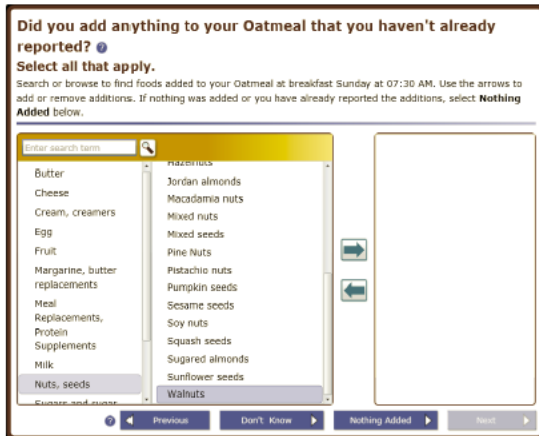 Did you add anything to your Oatmeal that you haven't already
reported?
Select all that apply.
Search or browse to find foods added to your Oatmeal at breakfast Sunday at 07:30 AM. Use the arrows to
add or remove additions. If nothing was added or you have already reported the additions, select Nothing
Added below.
Enter search term
Butter
Cheese
Cream, creamers
Egg
Fruit
Margarine, butter
replacements
Meal
Replacements,
Protein
Supplements
Milk
Nuts, seeds
Sugars and sugar
Hazelnuts
Jordan almonds
Macadamia nuts
Mixed nuts
Mixed seeds
Pine Nuts
Pistachio nuts
Pumpkin seeds
Sesame seeds
Soy nuts
Squash seeds
Sugared almonds
Sunflower seeds
Walnuts
Previous
Don't Know
Nothing Added
Next